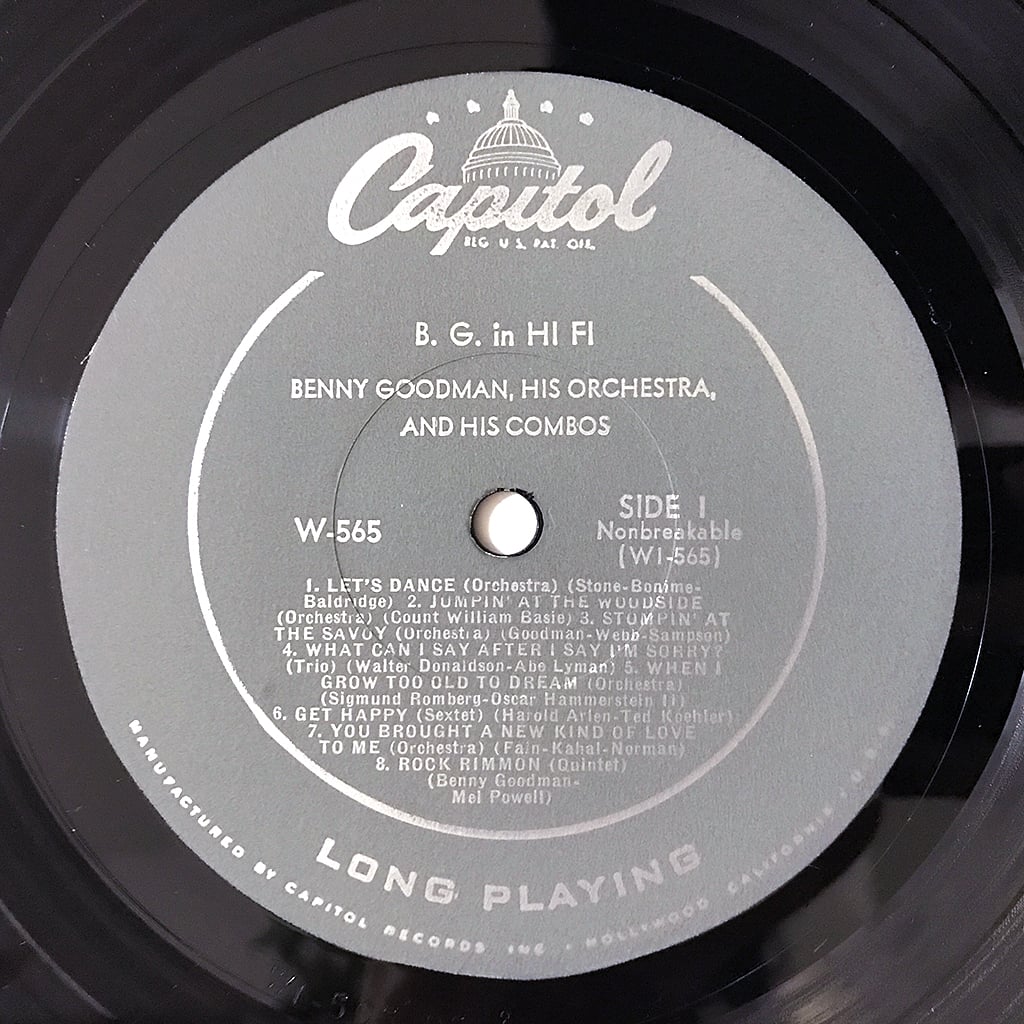 Capitol
REG. U.S. PAT. OFF.
B. G. in HI FI
BENNY GOODMAN, HIS ORCHESTRA,
AND HIS COMBOS
W-565
SIDE 1
Nonbreakable
(W1-565)
1. LET'S DANCE (Orchestra) (Stone-Bonime-
Baldridge) 2. JUMPIN' AT THE WOODSIDE
(Orchestra) (Count William Basie) 3. STOMPIN' AT
THE SAVOY (Orchestra) (Goodman-Webb-Sampson)
4. WHAT CAN I SAY AFTER I SAY I'M SORRY?
(Trio) (Walter Donaldson-Abe Lyman) 5. WHEN I
GROW TOO OLD TO DREAM (Orchestra)
(Sigmund Romberg-Oscar Hammerstein II)
6. GET HAPPY (Sextet) (Harold Arlen-Ted Koehler)
7. YOU BROUGHT A NEW KIND OF LOVE
TO ME (Orchestra) (Fain-Kahal-Norman)
8. ROCK RIMMON (Quintet)
(Benny Goodman-
Mel Powell)
LONG PLAYING
MANUFACTURED BY CAPITOL RECORDS, INC. • HOLLYWOOD CALIFORNIA, U.S.A.